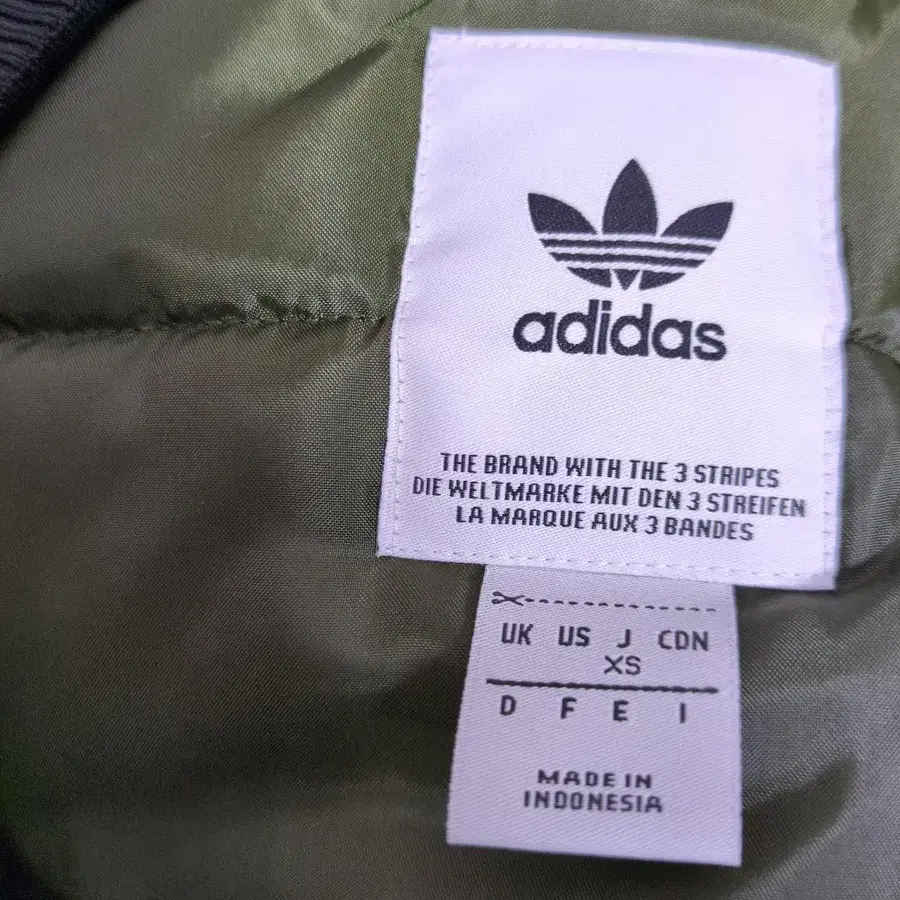 adidas
THE BRAND WITH THE 3 STRIPES
DIE WELTMARKE MIT DEN 3 STREIFEN
LA MARQUE AUX 3 BANDES
UK US J CDN
XS
D F E I
MADE IN
INDONESIA